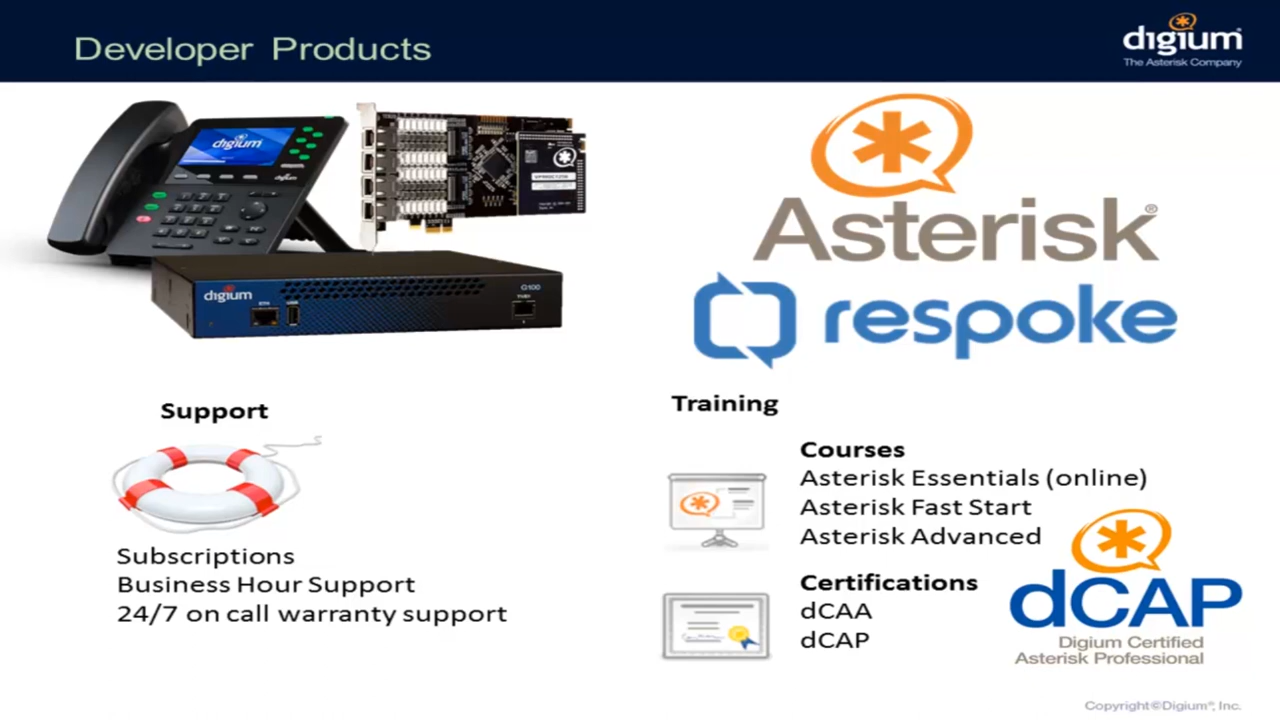 Developer Products
digium®
The Asterisk Company
digium
digium
digium
G100
Asterisk®
respoke
Support
Subscriptions
Business Hour Support
24/7 on call warranty support
Training
Courses
Asterisk Essentials (online)
Asterisk Fast Start
Asterisk Advanced
Certifications
dCAA
dCAP
dCAP
Digium Certified
Asterisk Professional
Copyright©Digium®, Inc.